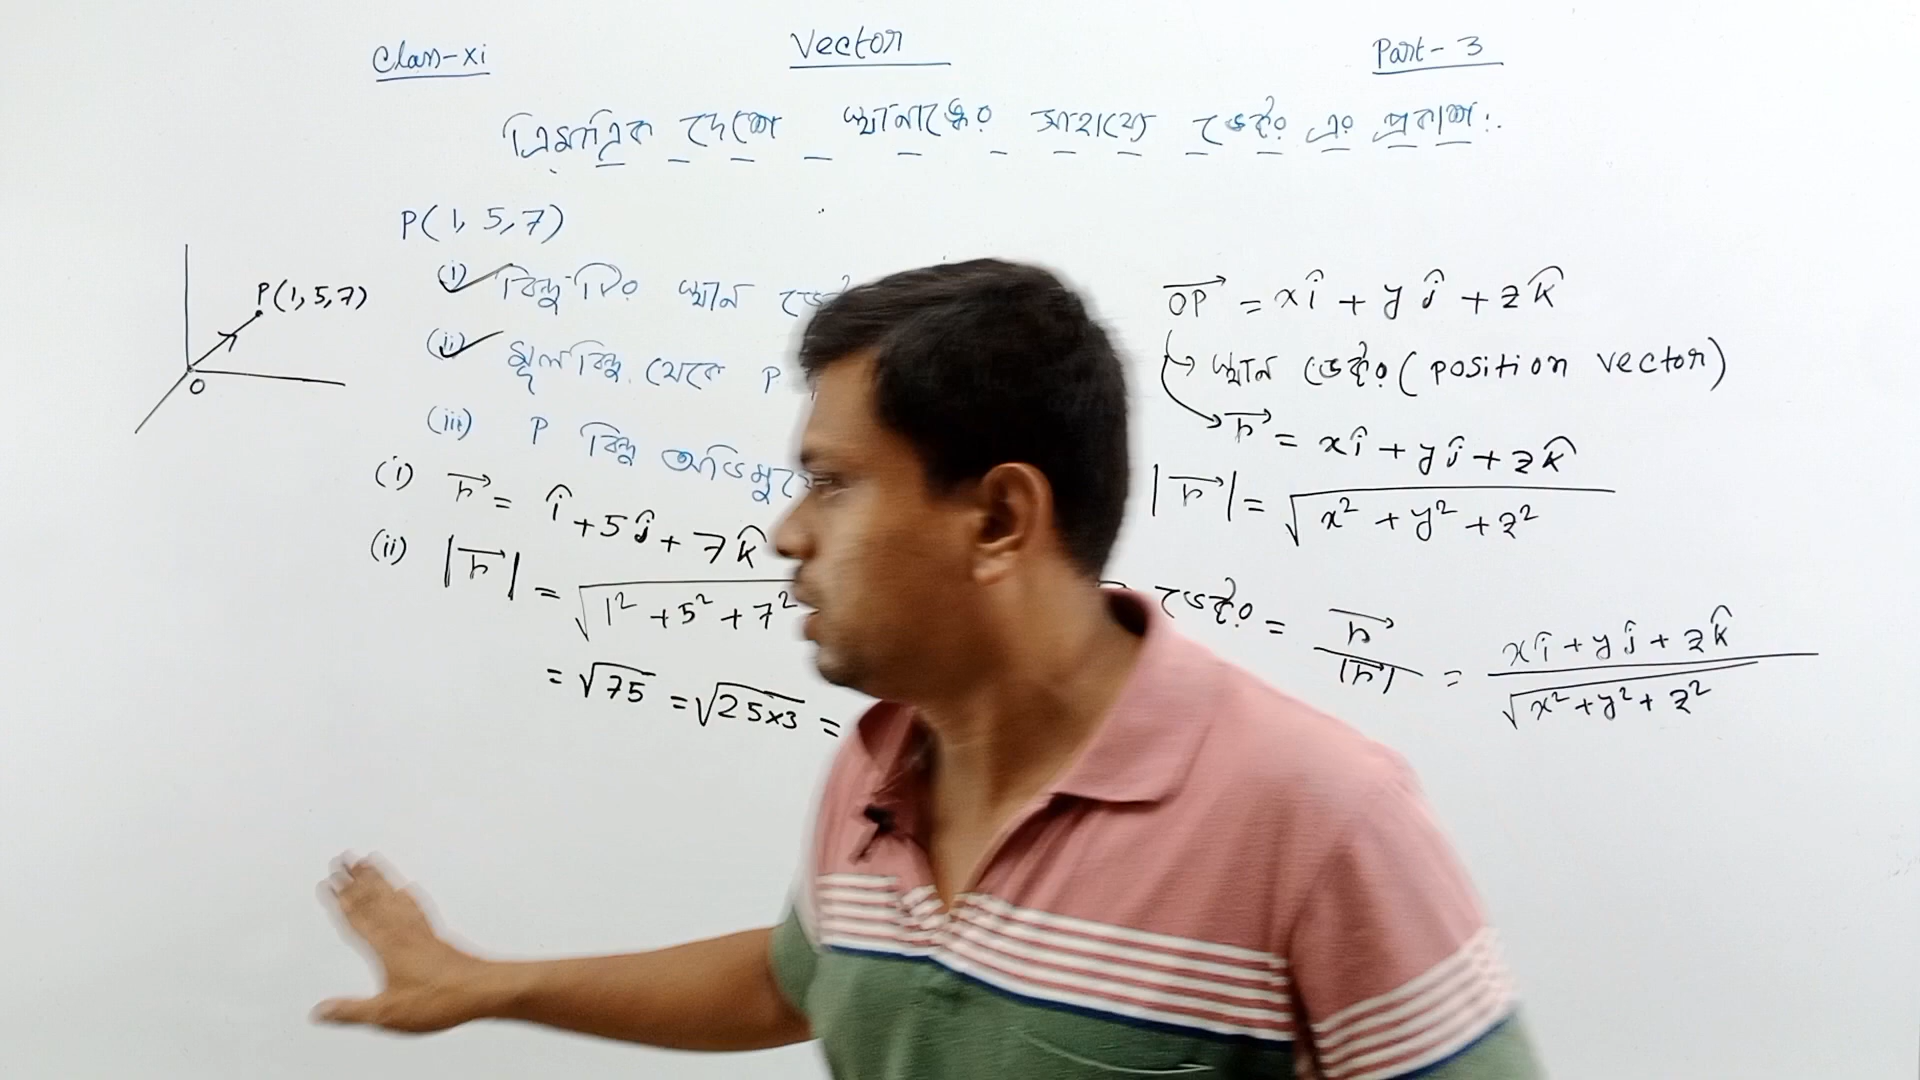 Class-xi Vector Part-3
ত্রিমাত্রিক দেশে স্থানাঙ্কের সাহায্যে ভেক্টর এর প্রকাশঃ.
P(1, 5, 7)
(i) বিন্দুটির স্থান
(ii) মূলবিন্দু থেকে P
(iii) P বিন্দু
(i) r⃗ = î + 5ĵ + 7k̂
(ii) |r⃗| = √1² + 5² + 7²
= √75 = √25×3 =
P(1, 5, 7)
O
OP⃗ = xî + yĵ + zk̂
→ স্থান ভেক্টর (position vector)
→ r⃗ = xî + yĵ + zk̂
|r⃗| = √x² + y² + z²
ভেক্টর = r⃗/|r⃗| = xî + yĵ + zk̂/√x² + y² + z²